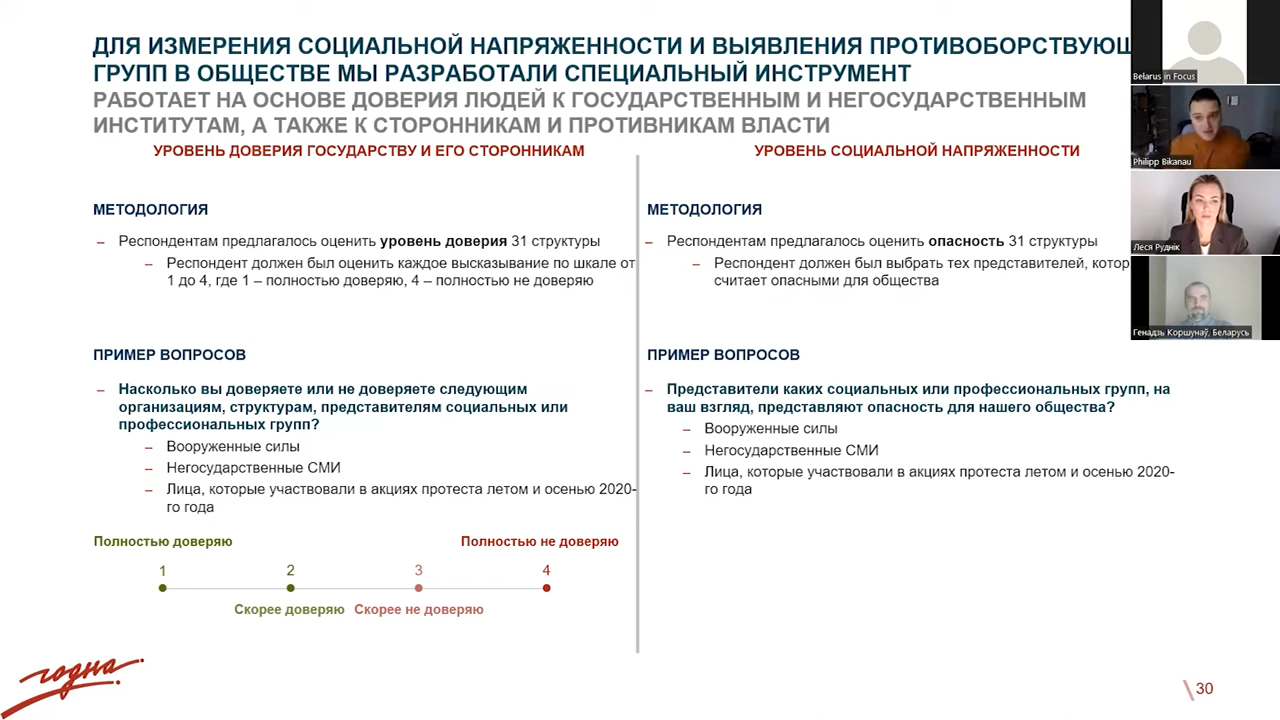 ДЛЯ ИЗМЕРЕНИЯ СОЦИАЛЬНОЙ НАПРЯЖЕННОСТИ И ВЫЯВЛЕНИЯ ПРОТИВОБОРСТВУЮЩ
ГРУПП В ОБЩЕСТВЕ МЫ РАЗРАБОТАЛИ СПЕЦИАЛЬНЫЙ ИНСТРУМЕНТ
РАБОТАЕТ НА ОСНОВЕ ДОВЕРИЯ ЛЮДЕЙ К ГОСУДАРСТВЕННЫМ И НЕГОСУДАРСТВЕННЫМ
ИНСТИТУТАМ, А ТАКЖЕ К СТОРОННИКАМ И ПРОТИВНИКАМ ВЛАСТИ
УРОВЕНЬ ДОВЕРИЯ ГОСУДАРСТВУ И ЕГО СТОРОННИКАМ
МЕТОДОЛОГИЯ
– Респондентам предлагалось оценить уровень доверия 31 структуры
– Респондент должен был оценить каждое высказывание по шкале от
1 до 4, где 1 – полностью доверяю, 4 – полностью не доверяю
ПРИМЕР ВОПРОСОВ
– Насколько вы доверяете или не доверяете следующим
организациям, структурам, представителям социальных или
профессиональных групп?
– Вооруженные силы
– Негосударственные СМИ
– Лица, которые участвовали в акциях протеста летом и осенью 2020-
го года
Полностью доверяю Полностью не доверяю
1 2 3 4
Скорее доверяю Скорее не доверяю
УРОВЕНЬ СОЦИАЛЬНОЙ НАПРЯЖЕННОСТИ
МЕТОДОЛОГИЯ
– Респондентам предлагалось оценить опасность 31 структуры
– Респондент должен был выбрать тех представителей, котор
считает опасными для общества
ПРИМЕР ВОПРОСОВ
– Представители каких социальных или профессиональных групп, на
ваш взгляд, представляют опасность для нашего общества?
– Вооруженные силы
– Негосударственные СМИ
– Лица, которые участвовали в акциях протеста летом и осенью 2020-
го года
годна
30
Belarus in Focus
Philipp Bikanau
Леся Руднік
Генадзь Коршунаў, Беларусь